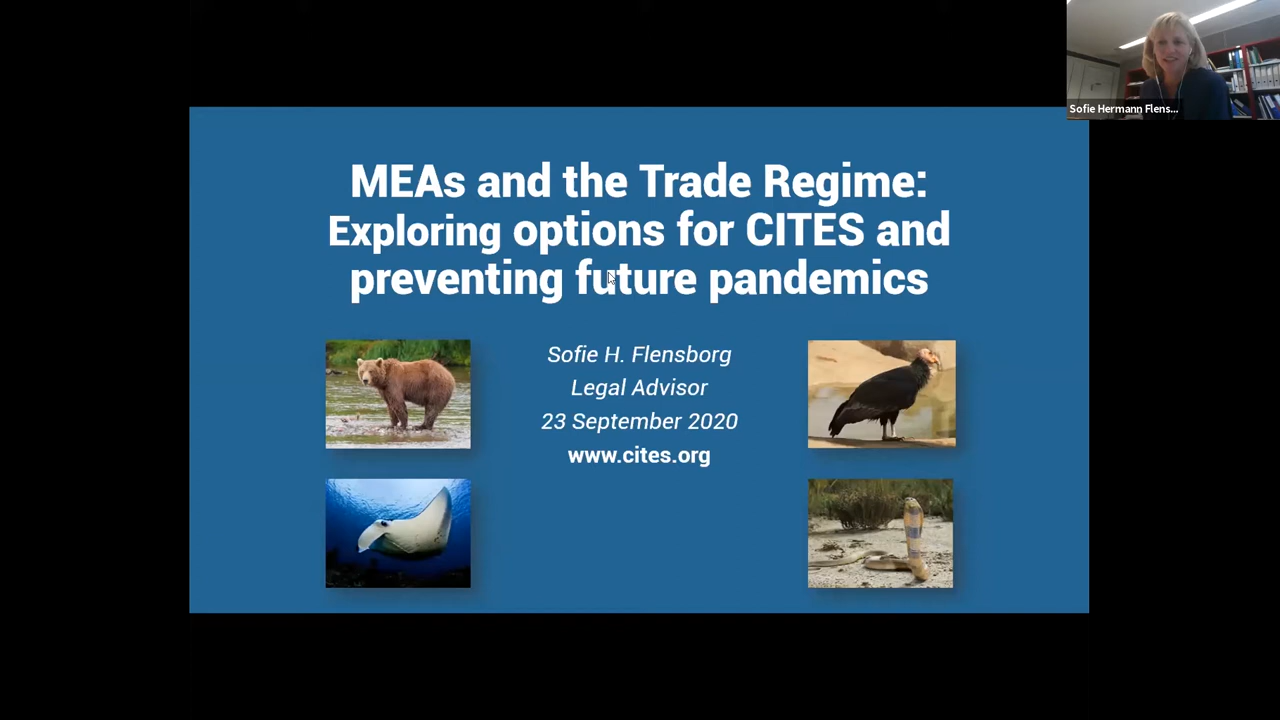 Sofie Hermann Flens...
MEAs and the Trade Regime:
Exploring options for CITES and
preventing future pandemics
Sofie H. Flensborg
Legal Advisor
23 September 2020
www.cites.org